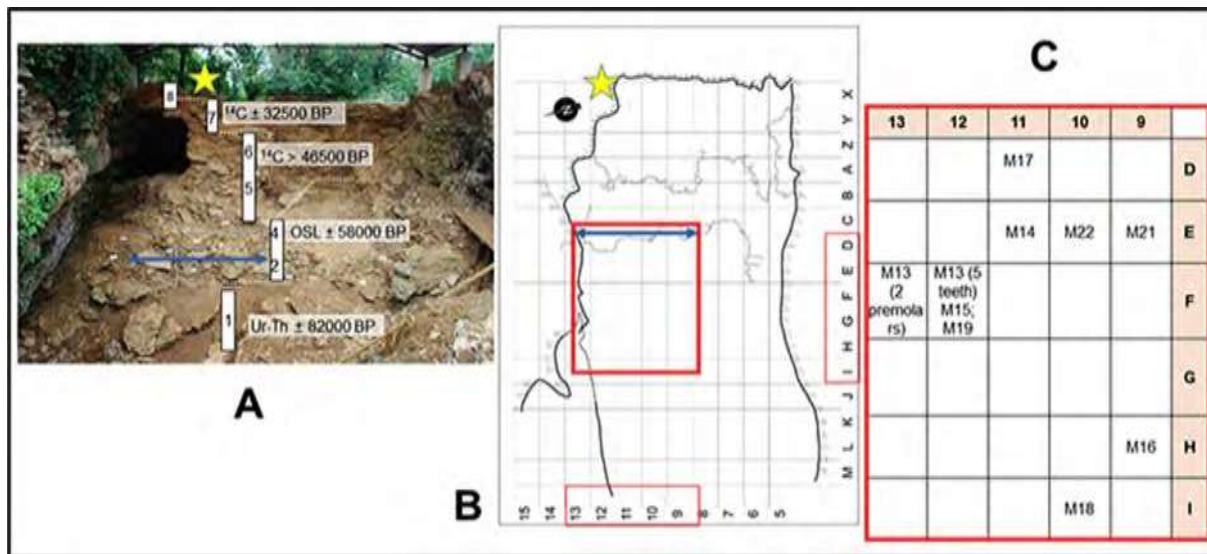 8
7
¹⁴C ± 32500 BP
6
5
¹⁴C > 46500 BP
4
2
OSL ± 58000 BP
1
Ur-Th ± 82000 BP
A
N
X
Y
Z
A
B
C
D
E
F
G
H
I
J
K
L
M
15
14
13
12
11
10
9
8
7
6
5
B
C
13 12 11 10 9
M17 D
M14 M22 M21 E
M13 M13 (5
(2 teeth)
premola M15; F
rs) M19
G
M16 H
M18 I